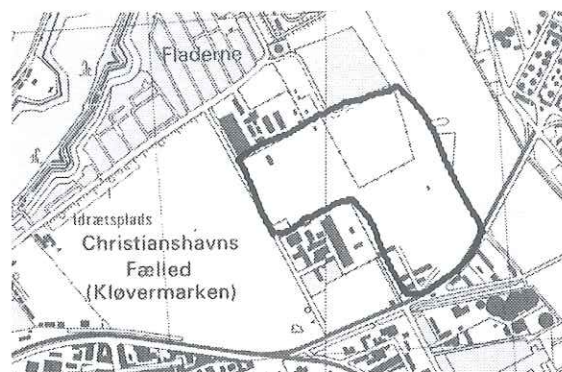 Fladerne
Idrætsplads
Christianshavns
Fælled
(Kløvermarken)